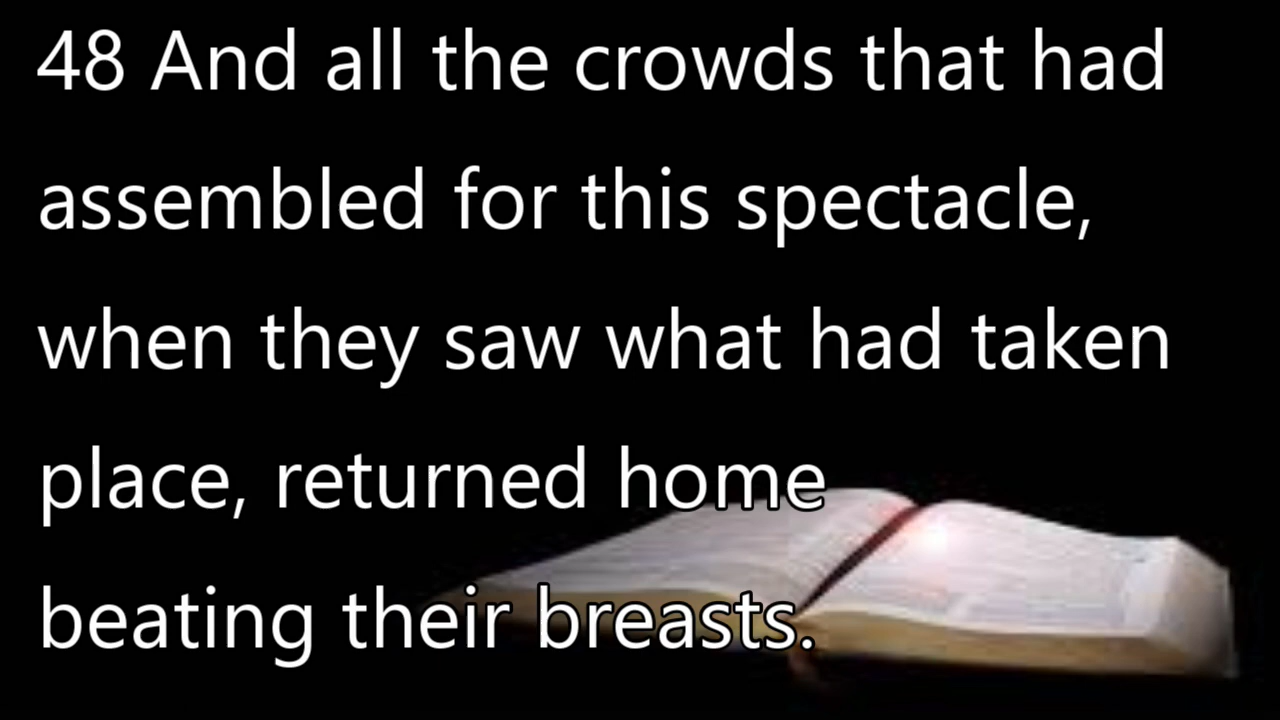 48 And all the crowds that had
assembled for this spectacle,
when they saw what had taken
place, returned home
beating their breasts.